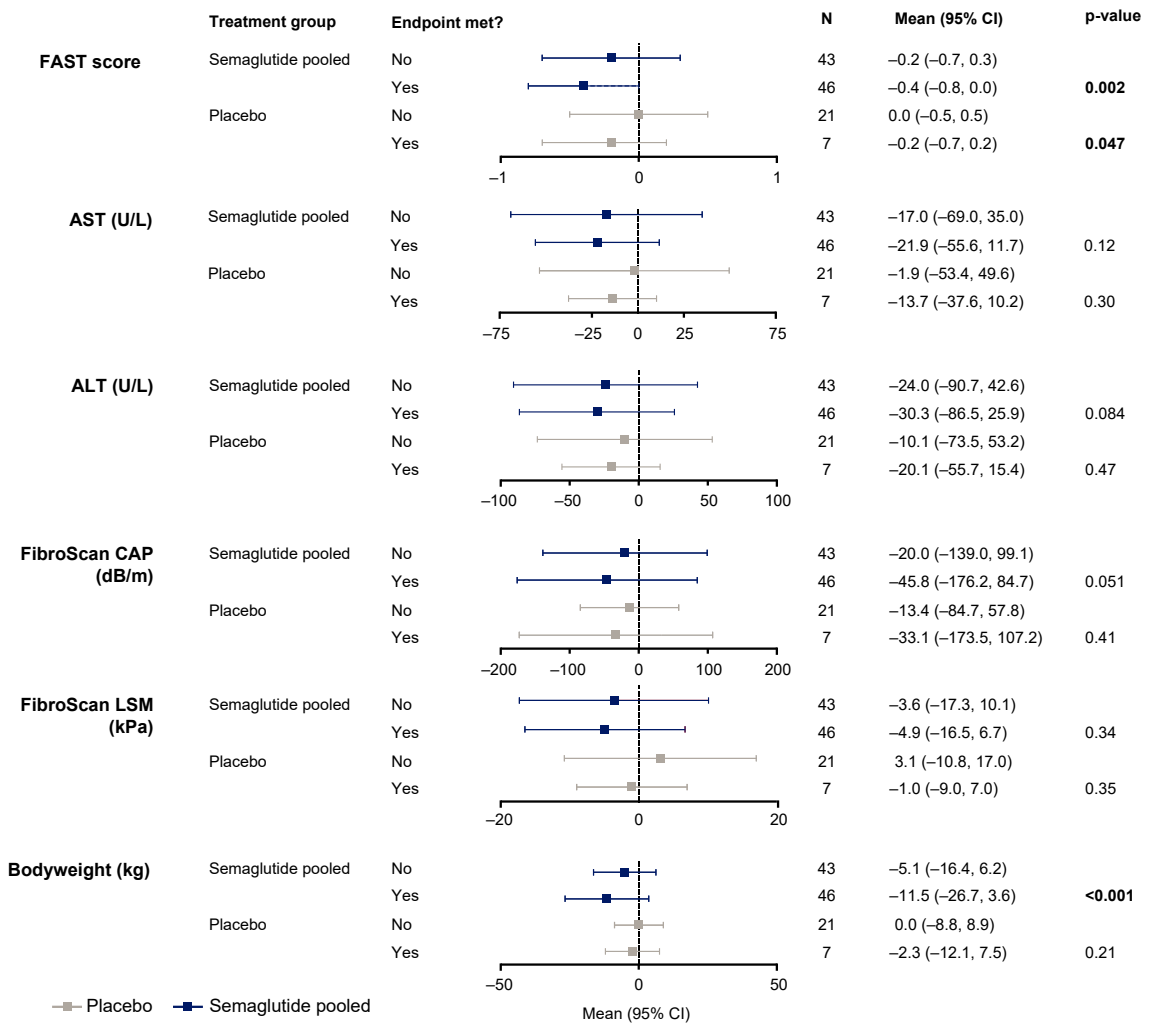 Treatment group Endpoint met? N Mean (95% CI) p-value
FAST score Semaglutide pooled No 43 –0.2 (–0.7, 0.3)
Yes 46 –0.4 (–0.8, 0.0) 0.002
Placebo No 21 0.0 (–0.5, 0.5)
Yes 7 –0.2 (–0.7, 0.2) 0.047
–1 0 1
AST (U/L) Semaglutide pooled No 43 –17.0 (–69.0, 35.0)
Yes 46 –21.9 (–55.6, 11.7) 0.12
Placebo No 21 –1.9 (–53.4, 49.6)
Yes 7 –13.7 (–37.6, 10.2) 0.30
–75 –25 0 25 75
ALT (U/L) Semaglutide pooled No 43 –24.0 (–90.7, 42.6)
Yes 46 –30.3 (–86.5, 25.9) 0.084
Placebo No 21 –10.1 (–73.5, 53.2)
Yes 7 –20.1 (–55.7, 15.4) 0.47
–100 –50 0 50 100
FibroScan CAP Semaglutide pooled No 43 –20.0 (–139.0, 99.1)
(dB/m) Yes 46 –45.8 (–176.2, 84.7) 0.051
Placebo No 21 –13.4 (–84.7, 57.8)
Yes 7 –33.1 (–173.5, 107.2) 0.41
–200 –100 0 100 200
FibroScan LSM Semaglutide pooled No 43 –3.6 (–17.3, 10.1)
(kPa) Yes 46 –4.9 (–16.5, 6.7) 0.34
Placebo No 21 3.1 (–10.8, 17.0)
Yes 7 –1.0 (–9.0, 7.0) 0.35
–20 0 20
Bodyweight (kg) Semaglutide pooled No 43 –5.1 (–16.4, 6.2)
Yes 46 –11.5 (–26.7, 3.6) <0.001
Placebo No 21 0.0 (–8.8, 8.9)
Yes 7 –2.3 (–12.1, 7.5) 0.21
–50 0 50
Placebo Semaglutide pooled Mean (95% CI)